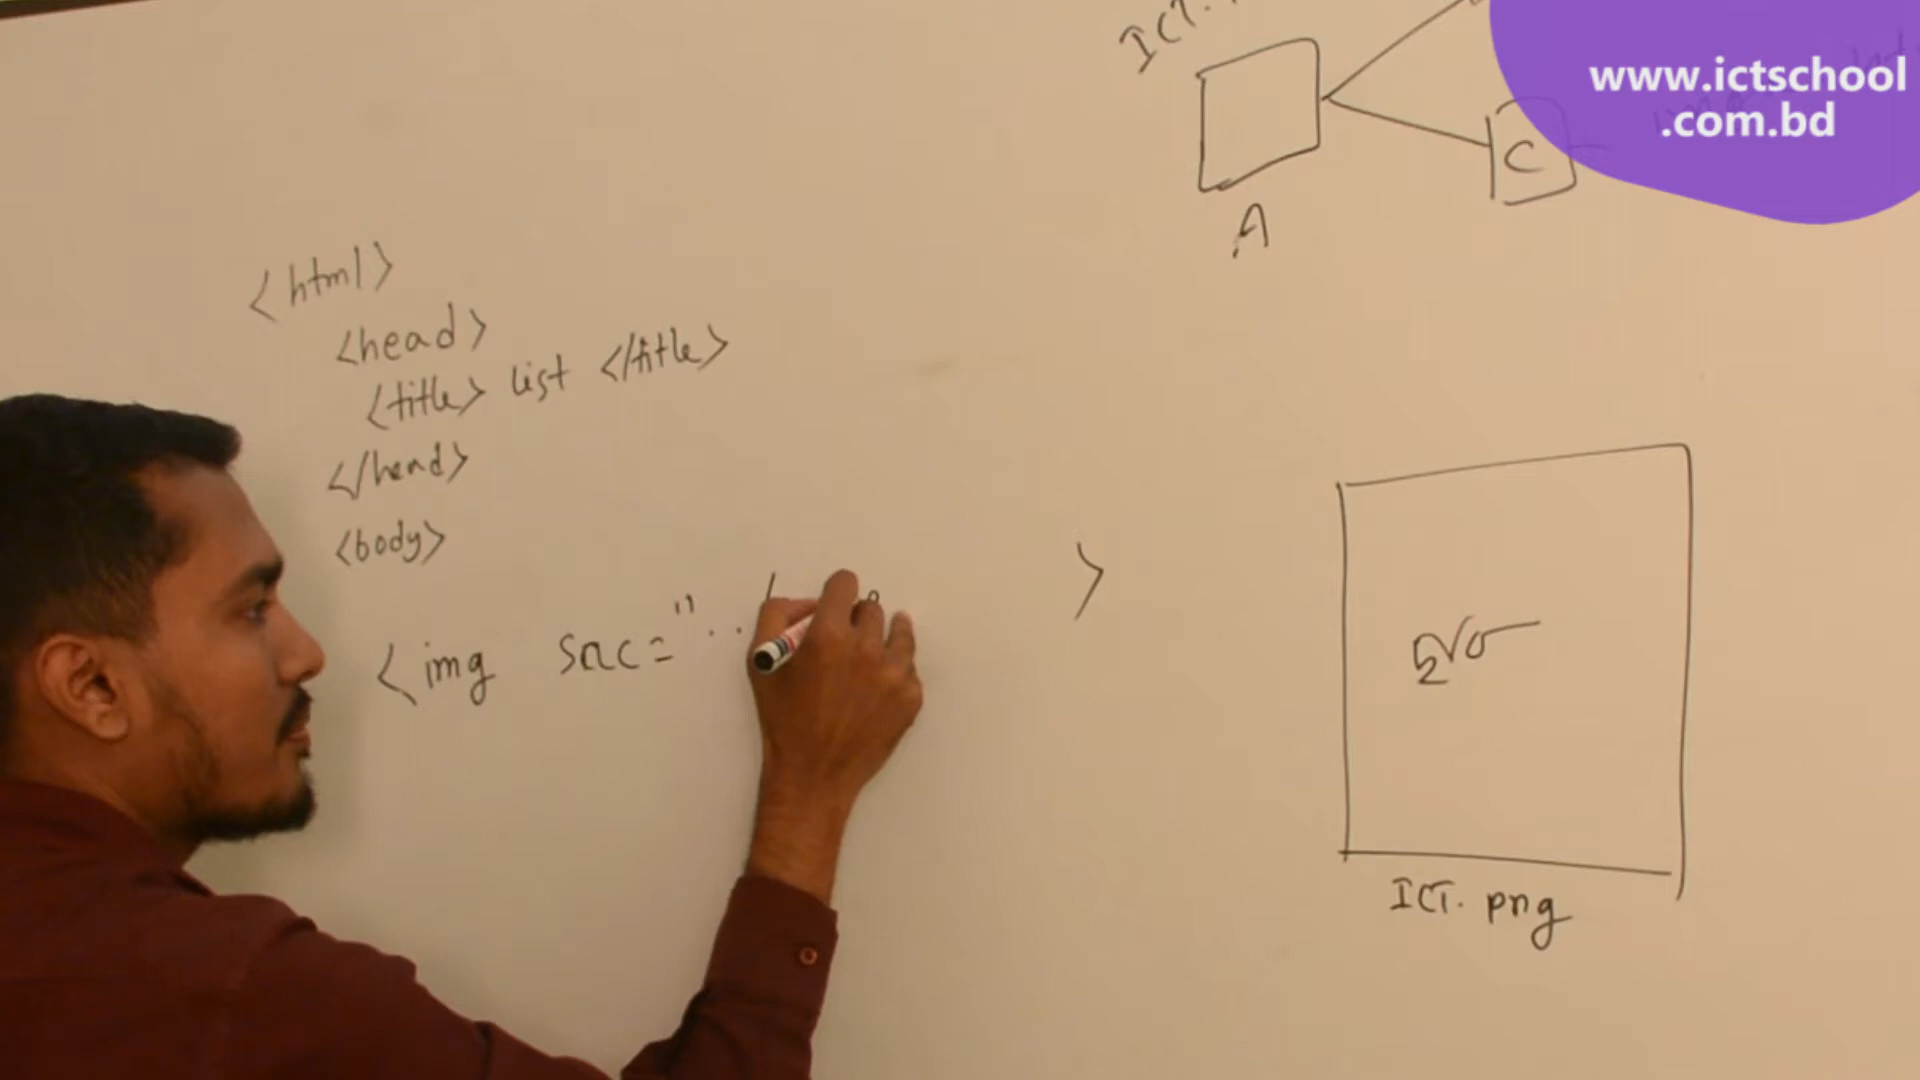 ICT.
www.ictschool
.com.bd
C
A
<html>
<head>
<title> list </title>
</head>
<body>
<img src=" .. / >
ICT. png